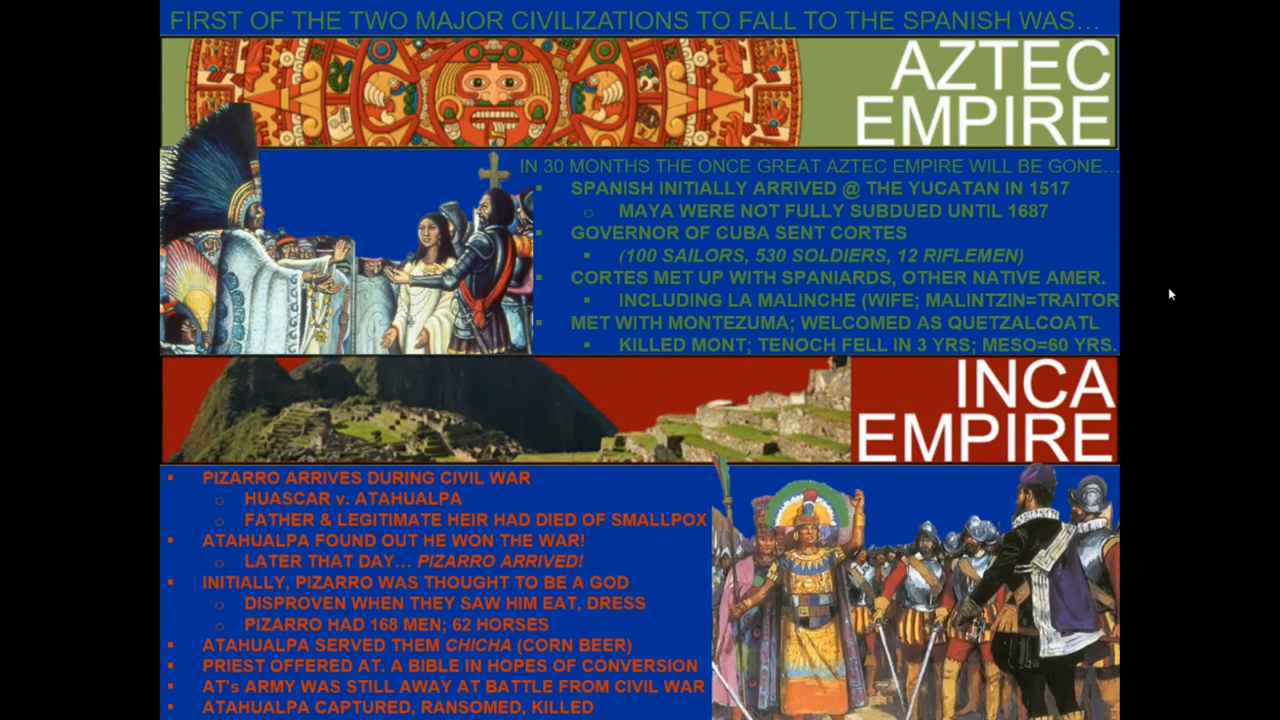 FIRST OF THE TWO MAJOR CIVILIZATIONS TO FALL TO THE SPANISH WAS...
AZTEC
EMPIRE
IN 30 MONTHS THE ONCE GREAT AZTEC EMPIRE WILL BE GONE...
▪ SPANISH INITIALLY ARRIVED @ THE YUCATAN IN 1517
○ MAYA WERE NOT FULLY SUBDUED UNTIL 1687
▪ GOVERNOR OF CUBA SENT CORTES
▪ (100 SAILORS, 530 SOLDIERS, 12 RIFLEMEN)
▪ CORTES MET UP WITH SPANIARDS, OTHER NATIVE AMER.
▪ INCLUDING LA MALINCHE (WIFE; MALINTZIN=TRAITOR
▪ MET WITH MONTEZUMA; WELCOMED AS QUETZALCOATL
▪ KILLED MONT; TENOCH FELL IN 3 YRS; MESO=60 YRS.
INCA
EMPIRE
▪ PIZARRO ARRIVES DURING CIVIL WAR
○ HUASCAR v. ATAHUALPA
○ FATHER & LEGITIMATE HEIR HAD DIED OF SMALLPOX
▪ ATAHUALPA FOUND OUT HE WON THE WAR!
○ LATER THAT DAY... PIZARRO ARRIVED!
▪ INITIALLY, PIZARRO WAS THOUGHT TO BE A GOD
○ DISPROVEN WHEN THEY SAW HIM EAT, DRESS
○ PIZARRO HAD 168 MEN; 62 HORSES
▪ ATAHUALPA SERVED THEM CHICHA (CORN BEER)
▪ PRIEST OFFERED AT. A BIBLE IN HOPES OF CONVERSION
▪ AT's ARMY WAS STILL AWAY AT BATTLE FROM CIVIL WAR
▪ ATAHUALPA CAPTURED, RANSOMED, KILLED